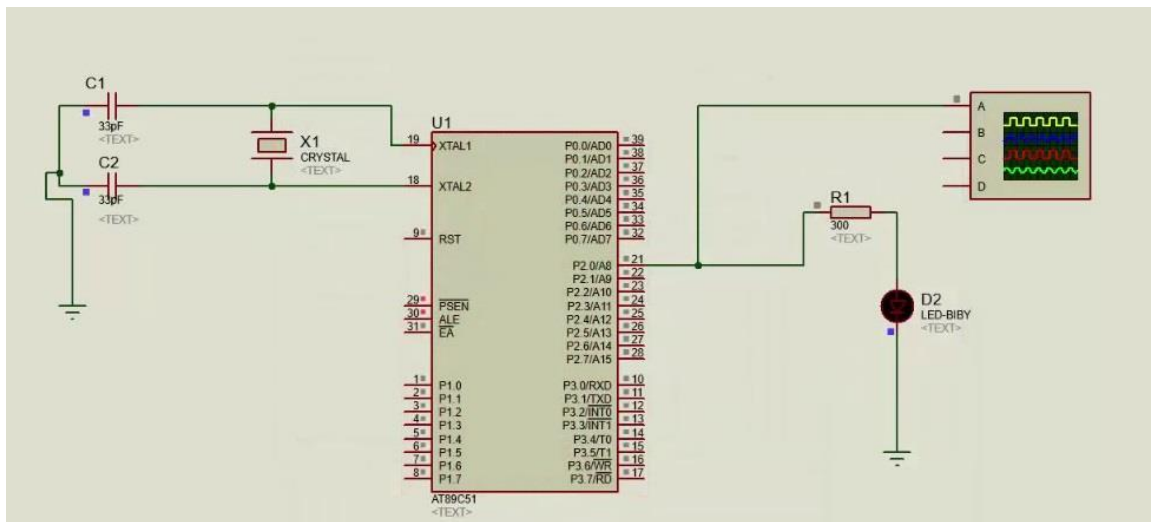 C1
33pF
<TEXT>
C2
33pF
<TEXT>
X1
CRYSTAL
<TEXT>
U1
19 XTAL1
18 XTAL2
9 RST
29 PSEN
30 ALE
31 EA
1 P1.0
2 P1.1
3 P1.2
4 P1.3
5 P1.4
6 P1.5
7 P1.6
8 P1.7
P0.0/AD0 39
P0.1/AD1 38
P0.2/AD2 37
P0.3/AD3 36
P0.4/AD4 35
P0.5/AD5 34
P0.6/AD6 33
P0.7/AD7 32
P2.0/A8 21
P2.1/A9 22
P2.2/A10 23
P2.3/A11 24
P2.4/A12 25
P2.5/A13 26
P2.6/A14 27
P2.7/A15 28
P3.0/RXD 10
P3.1/TXD 11
P3.2/INT0 12
P3.3/INT1 13
P3.4/T0 14
P3.5/T1 15
P3.6/WR 16
P3.7/RD 17
AT89C51
<TEXT>
A
B
C
D
R1
300
<TEXT>
D2
LED-BIBY
<TEXT>